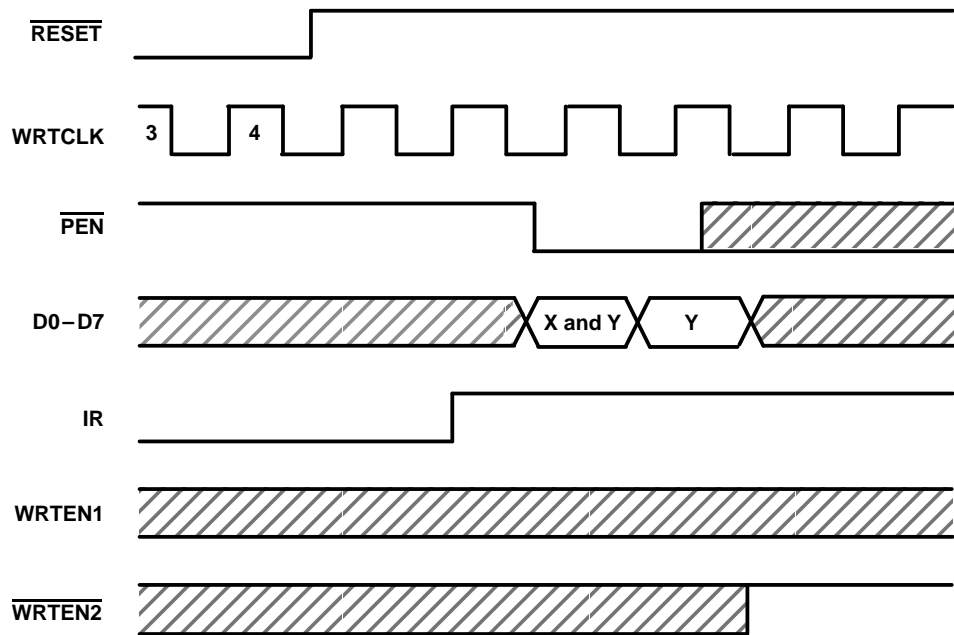 RESET
WRTCLK
3
4
PEN
D0–D7
X and Y
Y
IR
WRTEN1
WRTEN2